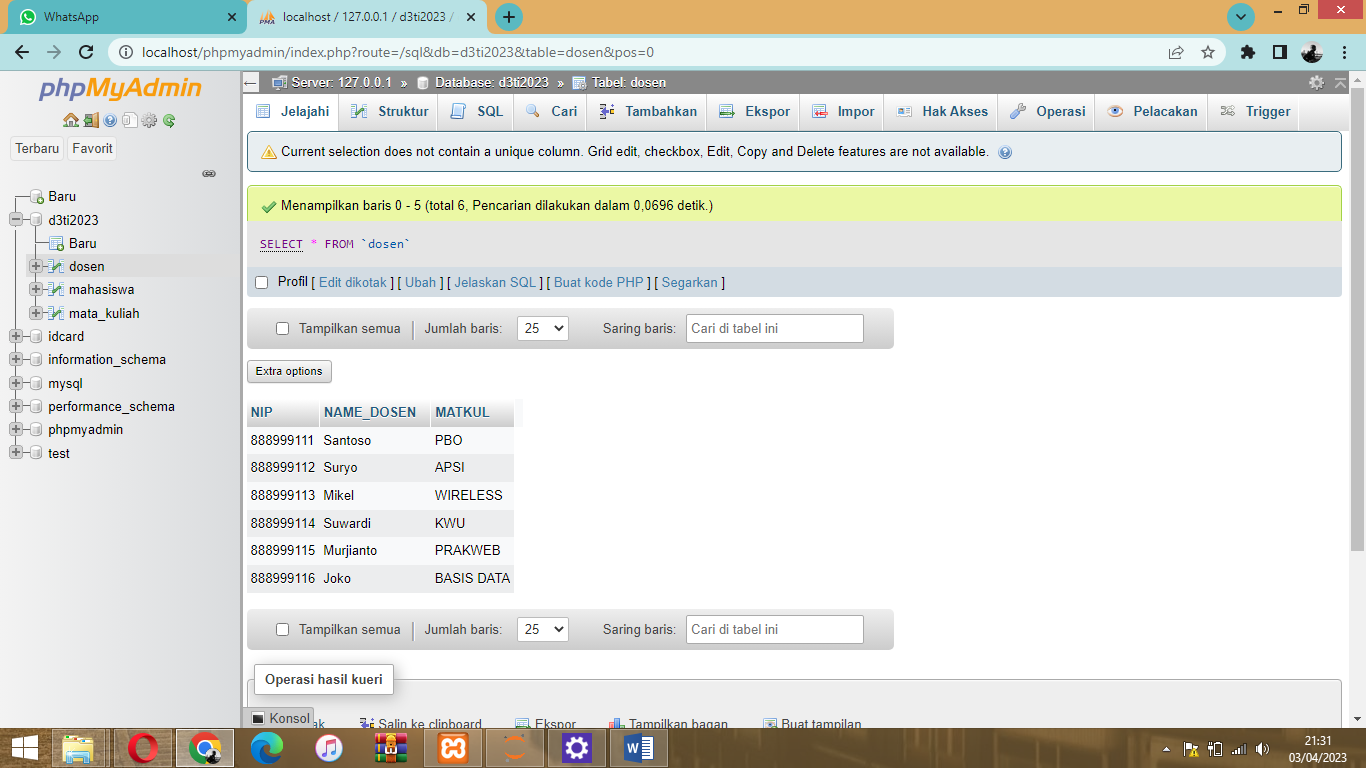 WhatsApp
localhost / 127.0.0.1 / d3ti2023 /
localhost/phpmyadmin/index.php?route=/sql&db=d3ti2023&table=dosen&pos=0
phpMyAdmin
Terbaru Favorit
Baru
d3ti2023
Baru
dosen
mahasiswa
mata_kuliah
idcard
information_schema
mysql
performance_schema
phpmyadmin
test
Server: 127.0.0.1 » Database: d3ti2023 » Tabel: dosen
Jelajahi Struktur SQL Cari Tambahkan Ekspor Impor Hak Akses Operasi Pelacakan Trigger
Current selection does not contain a unique column. Grid edit, checkbox, Edit, Copy and Delete features are not available.
Menampilkan baris 0 - 5 (total 6, Pencarian dilakukan dalam 0,0696 detik.)
SELECT * FROM `dosen`
Profil [ Edit dikotak ] [ Ubah ] [ Jelaskan SQL ] [ Buat kode PHP ] [ Segarkan ]
Tampilkan semua Jumlah baris: 25 Saring baris: Cari di tabel ini
Extra options
NIP NAME_DOSEN MATKUL
888999111 Santoso PBO
888999112 Suryo APSI
888999113 Mikel WIRELESS
888999114 Suwardi KWU
888999115 Murjianto PRAKWEB
888999116 Joko BASIS DATA
Tampilkan semua Jumlah baris: 25 Saring baris: Cari di tabel ini
Operasi hasil kueri
Konsol
Salin ke clipboard Ekspor Tampilkan bagan Buat tampilan
21:31
03/04/2023